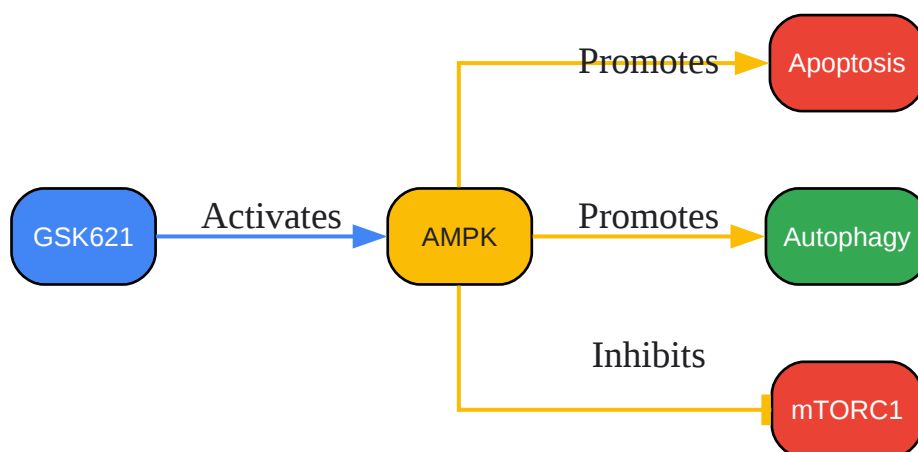 Promotes
Apoptosis
GSK621
Activates
AMPK
Promotes
Autophagy
Inhibits
mTORC1